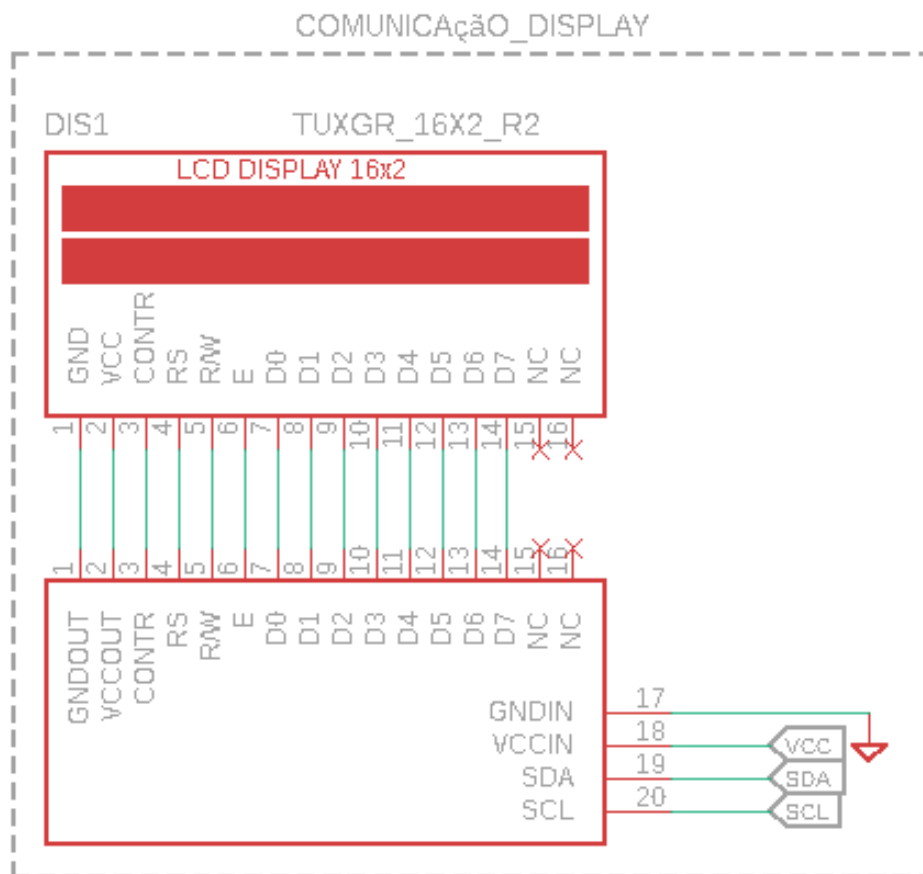 COMUNICAçãO_DISPLAY
DIS1 TUXGR_16X2_R2
LCD DISPLAY 16x2
GND VCC CONTR RS R/W E D0 D1 D2 D3 D4 D5 D6 D7 NC NC
1 2 3 4 5 6 7 8 9 10 11 12 13 14 15 16
1 2 3 4 5 6 7 8 9 10 11 12 13 14 15 16
GNDOUT VCCOUT CONTR RS R/W E D0 D1 D2 D3 D4 D5 D6 D7 NC NC
GNDIN 17
VCCIN 18 VCC
SDA 19 SDA
SCL 20 SCL